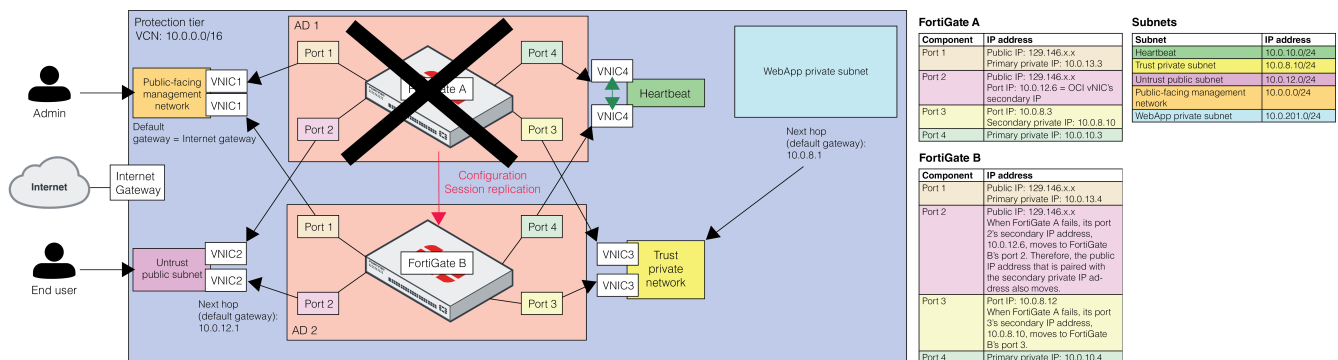 Protection tier
VCN: 10.0.0.0/16
Admin
Internet
Internet
Gateway
End user
Public-facing
management
network
VNIC1
VNIC1
Default
gateway = Internet gateway
Untrust
public subnet
VNIC2
VNIC2
Next hop
(default gateway):
10.0.12.1
AD 1
Port 1
Port 2
Port 4
Port 3
FortiGate A
Configuration
Session replication
AD 2
Port 1
Port 2
Port 4
Port 3
FortiGate B
VNIC4
VNIC4
Heartbeat
VNIC3
VNIC3
Trust
private
network
WebApp private subnet
Next hop
(default gateway):
10.0.8.1
FortiGate A
Component IP address
Port 1 Public IP: 129.146.x.x
Primary private IP: 10.0.13.3
Port 2 Public IP: 129.146.x.x
Port IP: 10.0.12.6 = OCI vNIC's
secondary IP
Port 3 Port IP: 10.0.8.3
Secondary private IP: 10.0.8.10
Port 4 Primary private IP: 10.0.10.3
FortiGate B
Component IP address
Port 1 Public IP: 129.146.x.x
Primary private IP: 10.0.13.4
Port 2 Public IP: 129.146.x.x
When FortiGate A fails, its port
2's secondary IP address,
10.0.12.6, moves to FortiGate
B's port 2. Therefore, the public
IP address that is paired with
the secondary private IP ad-
dress also moves.
Port 3 Port IP: 10.0.8.12
When FortiGate A fails, its port
3's secondary IP address,
10.0.8.10, moves to FortiGate
B's port 3.
Port 4 Primary private IP: 10.0.10.4
Subnets
Subnet IP address
Heartbeat 10.0.10.0/24
Trust private subnet 10.0.8.10/24
Untrust public subnet 10.0.12.0/24
Public-facing management 10.0.0.0/24
network
WebApp private subnet 10.0.201.0/24